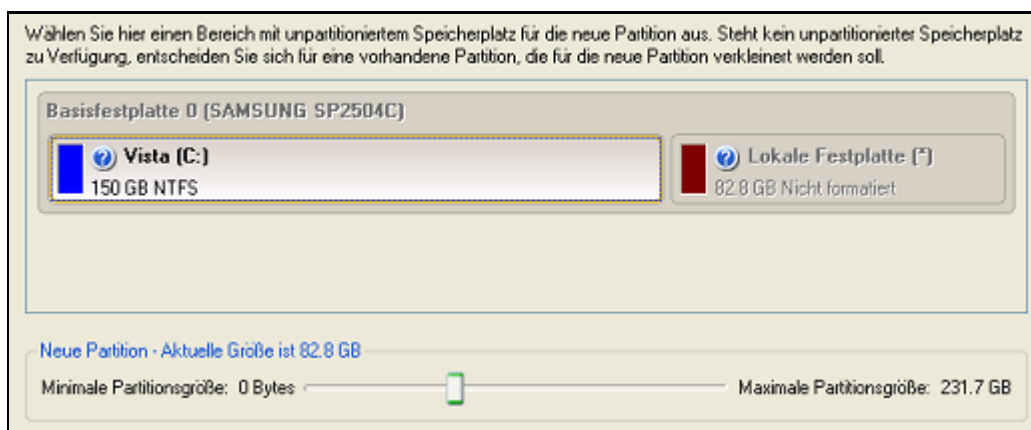 Wählen Sie hier einen Bereich mit unpartitioniertem Speicherplatz für die neue Partition aus. Steht kein unpartitionierter Speicherplatz
zu Verfügung, entscheiden Sie sich für eine vorhandene Partition, die für die neue Partition verkleinert werden soll.
Basisfestplatte 0 (SAMSUNG SP2504C)
Vista (C:)
150 GB NTFS
Lokale Festplatte (*)
82.8 GB Nicht formatiert
Neue Partition - Aktuelle Größe ist 82.8 GB
Minimale Partitionsgröße: 0 Bytes
Maximale Partitionsgröße: 231.7 GB